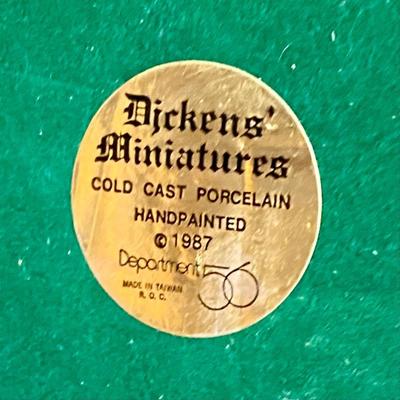 Dickens'
Miniatures
COLD CAST PORCELAIN
HANDPAINTED
© 1987
Department 56
MADE IN TAIWAN
R. O. C.